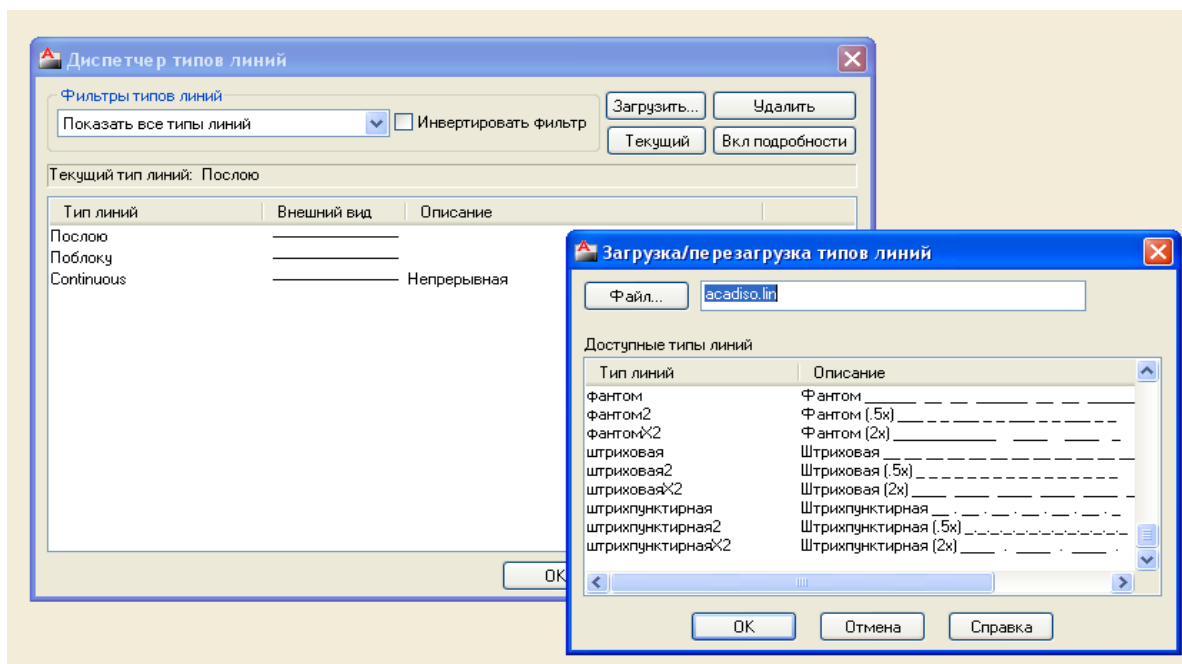 Диспетчер типов линий
Фильтры типов линий
Показать все типы линий
Инвертировать фильтр
Загрузить...
Удалить
Текущий
Вкл подробности
Текущий тип линий: Послою
Тип линий Внешний вид Описание
Послою
Поблоку
Continuous Непрерывная
ОК
Загрузка/перезагрузка типов линий
Файл...
acadiso.lin
Доступные типы линий
Тип линий Описание
фантом Фантом
фантом2 Фантом (.5x)
фантомX2 Фантом (2x)
штриховая Штриховая
штриховая2 Штриховая (.5x)
штриховаяX2 Штриховая (2x)
штрихпунктирная Штрихпунктирная
штрихпунктирная2 Штрихпунктирная (.5x)
штрихпунктирнаяX2 Штрихпунктирная (2x)
ОК
Отмена
Справка